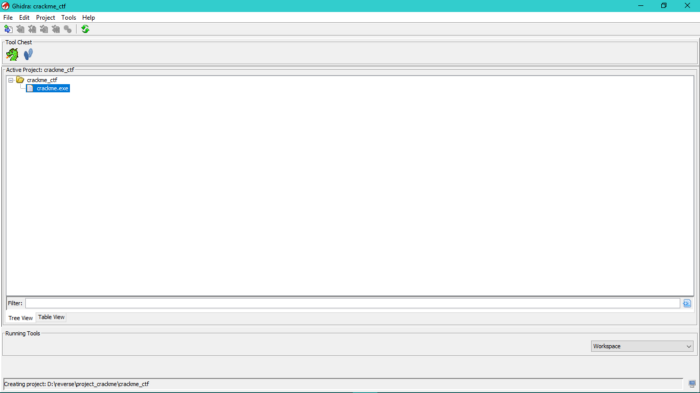 Ghidra: crackme_ctf
File Edit Project Tools Help
Tool Chest
Active Project: crackme_ctf
crackme_ctf
crackme.exe
Filter:
Tree View Table View
Running Tools
Workspace
Creating project: D:\reverse\project_crackme\crackme_ctf